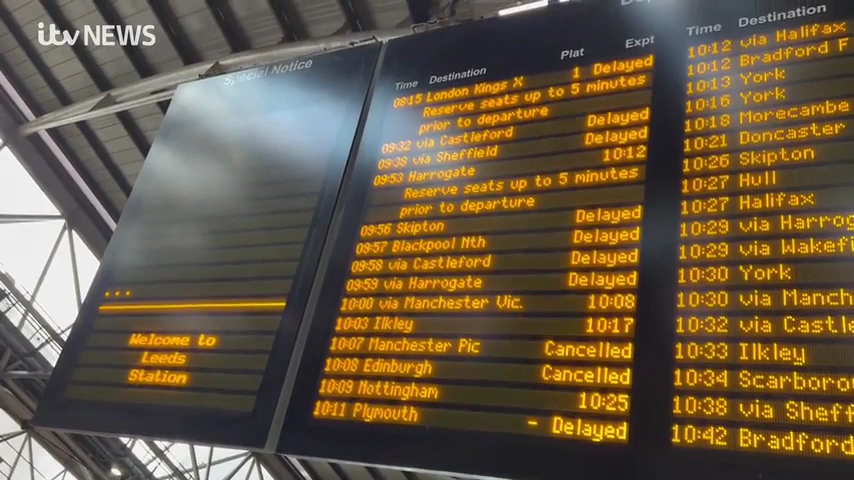 itv NEWS
Special Notice
Welcome to
Leeds
Station
Time Destination Plat Expt
08:15 London Kings X 1 Delayed
Reserve seats up to 5 minutes
prior to departure
09:32 via Castleford Delayed
09:38 via Sheffield Delayed
09:53 Harrogate 10:12
Reserve seats up to 5 minutes
prior to departure
09:56 Skipton Delayed
09:57 Blackpool Nth Delayed
09:58 via Castleford Delayed
09:59 via Harrogate Delayed
10:00 via Manchester Vic. 10:08
10:03 Ilkley 10:17
10:07 Manchester Pic Cancelled
10:08 Edinburgh Cancelled
10:09 Nottingham 10:25
10:11 Plymouth - Delayed
Time Destination
10:12 via Halifax
10:12 Bradford F
10:13 York
10:16 York
10:18 Morecambe
10:21 Doncaster
10:26 Skipton
10:27 Hull
10:27 Halifax
10:29 via Harrog
10:29 via Wakefi
10:30 York
10:30 via Manch
10:32 via Castle
10:33 Ilkley
10:34 Scarborou
10:38 via Sheff
10:42 Bradford